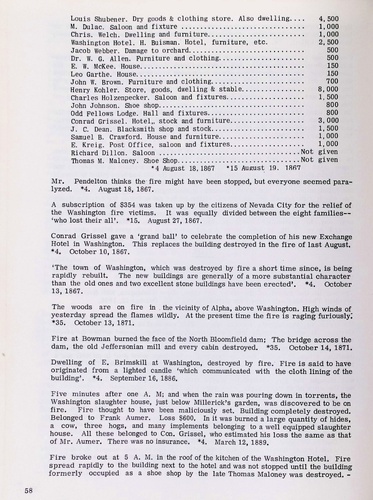 Louis Shubener. Dry goods & clothing store. Also dwelling.... 4,500
M. Dulac. Saloon and fixture ............................ 1,000
Chris. Welch. Dwelling and furniture..................... 1,000
Washington Hotel. H. Buisman. Hotel, furniture, etc. 2,500
Jacob Webber. Damage to orchard.......................... 500
Dr. W. G. Allen. Furniture and clothing.................. 500
E. W. McKee. House....................................... 150
Leo Garthe. House........................................ 150
John W. Brown. Furniture and clothing.................... 700
Henry Kohler. Store, goods, dwelling & stable............ 8,000
Charles Holzenpecker. Saloon and fixtures................ 1,500
John Johnson. Shoe shop.................................. 800
Odd Fellows Lodge. Hall and fixtures..................... 800
Conrad Grissel. Hotel, stock and furniture............... 3,000
J. C. Dean. Blacksmith shop and stock.................... 1,500
Samuel B. Crawford. House and furniture.................. 1,000
E. Kreig. Post Office, saloon and fixtures............... 1,000
Richard Dillon. Saloon ..............................Not given
Thomas M. Maloney. Shoe Shop.........................Not given
*4 August 18, 1867 *15 August 19. 1867
Mr. Pendelton thinks the fire might have been stopped, but everyone seemed para-
lyzed. *4. August 18, 1867.
A subscription of $354 was taken up by the citizens of Nevada City for the relief of
the Washington fire victims. It was equally divided between the eight families--
'who lost their all'. *15. August 27, 1867.
Conrad Grissel gave a 'grand ball' to celebrate the completion of his new Exchange
Hotel in Washington. This replaces the building destroyed in the fire of last August.
*4. October 10, 1867.
'The town of Washington, which was destroyed by fire a short time since, is being
rapidly rebuilt. The new buildings are generally of a more substantial character
than the old ones and two excellent stone buildings have been erected'. *4. October
13, 1867.
The woods are on fire in the vicinity of Alpha, above Washington. High winds of
yesterday spread the flames wildly. At the present time the fire is raging furiously.'
*35. October 13, 1871.
Fire at Bowman burned the face of the North Bloomfield dam; The bridge across the
dam, the old Jeffersonian mill and every cabin destroyed. *35. October 14, 1871.
Dwelling of E. Brimskill at Washington, destroyed by fire. Fire is said to have
originated from a lighted candle 'which communicated with the cloth lining of the
building'. *4. September 16, 1886.
Five minutes after one A. M; and when the rain was pouring down in torrents, the
Washington slaughter house, just below Millerick's garden, was discovered to be on
fire. Fire thought to have been maliciously set. Building completely destroyed.
Belonged to Frank Aumer. Loss $600. In it was burned a large quantity of hides,
a cow, three hogs, and many implements belonging to a well equipped slaughter
house. All these belonged to Con. Grissel, who estimated his loss the same as that
of Mr. Aumer. There was no insurance. *4. March 12, 1889.
Fire broke out at 5 A. M. in the roof of the kitchen of the Washington Hotel. Fire
spread rapidly to the building next to the hotel and was not stopped until the building
formerly occupied as a shoe shop by the late Thomas Maloney was destroyed. -
58